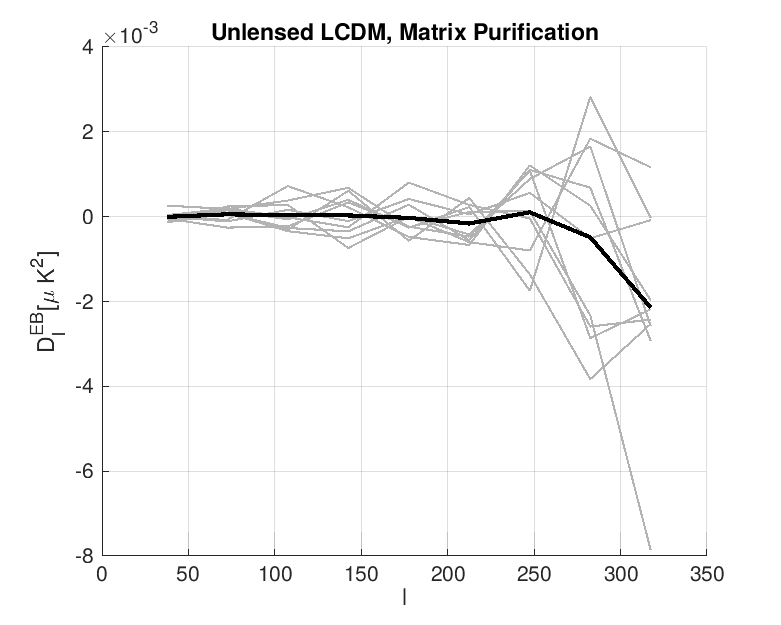 Unlensed LCDM, Matrix Purification
×10⁻³
4
2
0
-2
-4
-6
-8
D_l^EB[μ K²]
0 50 100 150 200 250 300 350
l